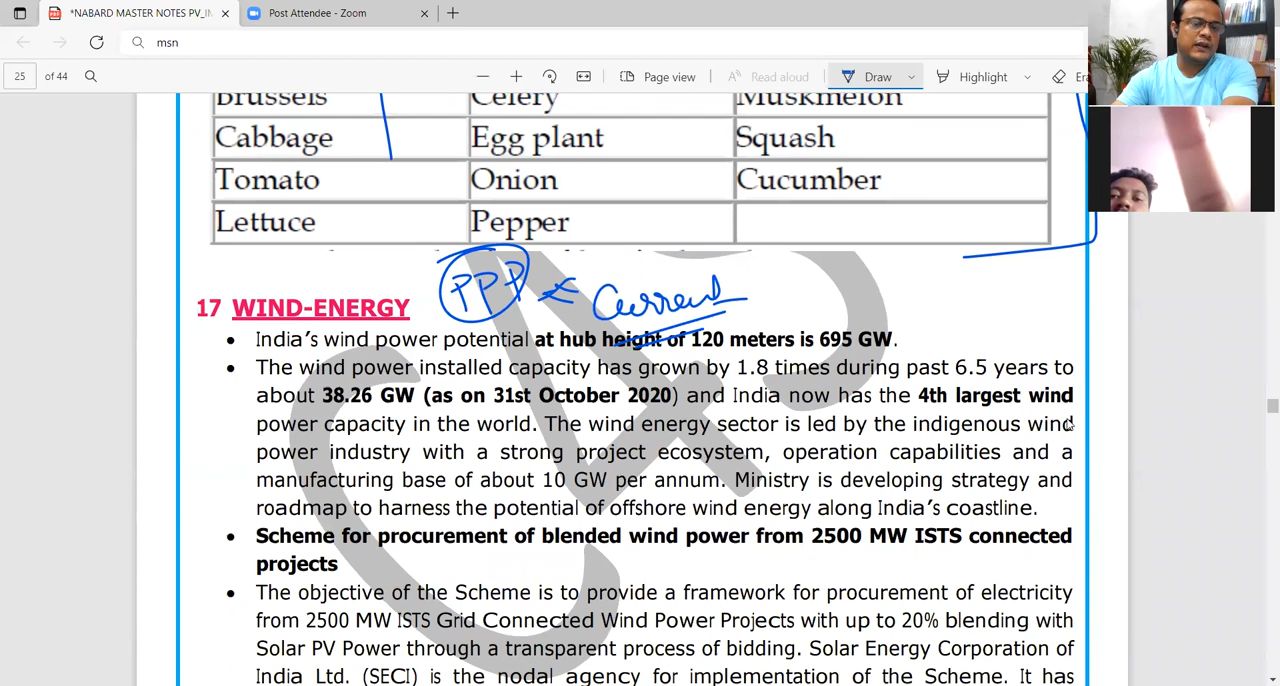 *NABARD MASTER NOTES PV_IN
Post Attendee - Zoom
msn
25 of 44
Page view
Read aloud
Draw
Highlight
Era
Brussels Celery Muskmelon
Cabbage Egg plant Squash
Tomato Onion Cucumber
Lettuce Pepper
PPP Current
17 WIND-ENERGY
• India's wind power potential at hub height of 120 meters is 695 GW.
• The wind power installed capacity has grown by 1.8 times during past 6.5 years to
about 38.26 GW (as on 31st October 2020) and India now has the 4th largest wind
power capacity in the world. The wind energy sector is led by the indigenous wind
power industry with a strong project ecosystem, operation capabilities and a
manufacturing base of about 10 GW per annum. Ministry is developing strategy and
roadmap to harness the potential of offshore wind energy along India's coastline.
• Scheme for procurement of blended wind power from 2500 MW ISTS connected
projects
• The objective of the Scheme is to provide a framework for procurement of electricity
from 2500 MW ISTS Grid Connected Wind Power Projects with up to 20% blending with
Solar PV Power through a transparent process of bidding. Solar Energy Corporation of
India Ltd. (SECI) is the nodal agency for implementation of the Scheme. It has